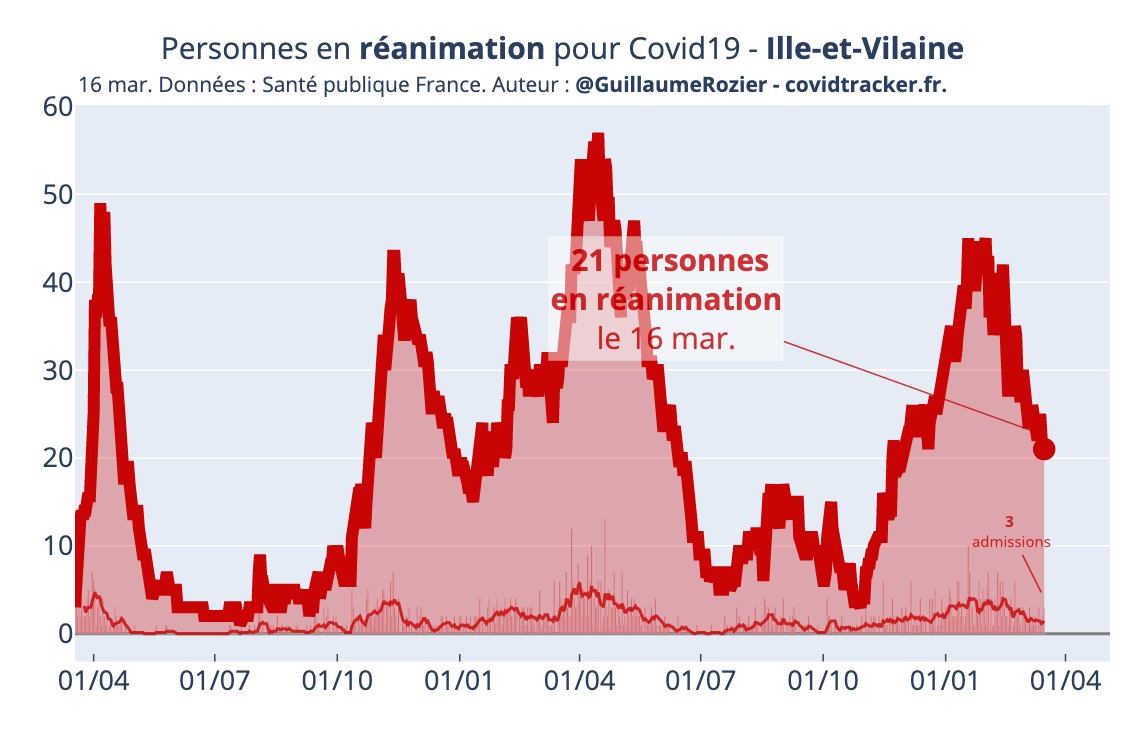 Personnes en réanimation pour Covid19 - Ille-et-Vilaine
16 mar. Données : Santé publique France. Auteur : @GuillaumeRozier - covidtracker.fr.
60
50
40
30
20
10
0
21 personnes
en réanimation
le 16 mar.
3
admissions
01/04
01/07
01/10
01/01
01/04
01/07
01/10
01/01
01/04